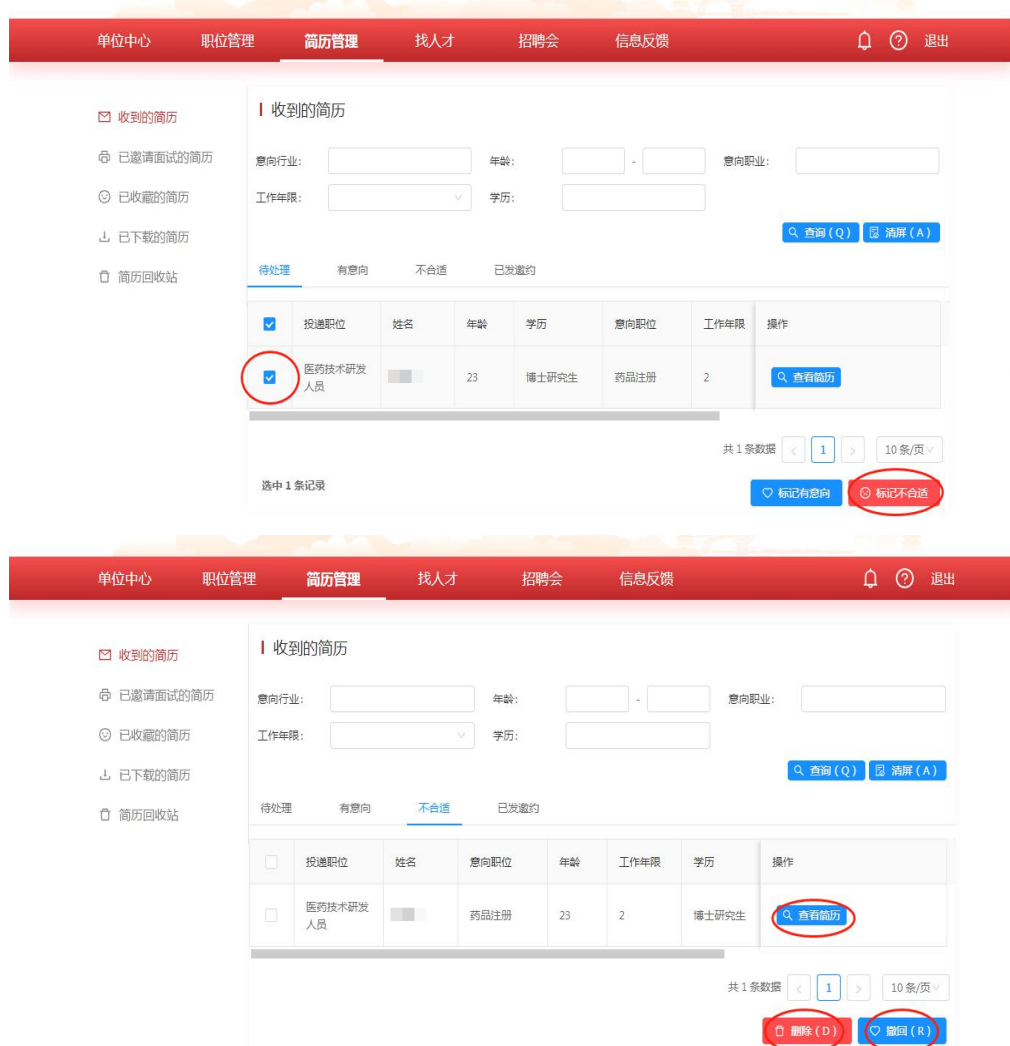 单位中心 职位管理 简历管理 找人才 招聘会 信息反馈 退出
收到的简历
已邀请面试的简历
已收藏的简历
已下载的简历
简历回收站
收到的简历
意向行业: 年龄: - 意向职业:
工作年限: 学历:
查询(Q) 清屏(A)
待处理 有意向 不合适 已发邀约
投递职位 姓名 年龄 学历 意向职位 工作年限 操作
医药技术研发人员 23 博士研究生 药品注册 2 查看简历
共1条数据 < 1 > 10条/页
选中1条记录 标记有意向 标记不合适
单位中心 职位管理 简历管理 找人才 招聘会 信息反馈 退出
收到的简历
已邀请面试的简历
已收藏的简历
已下载的简历
简历回收站
收到的简历
意向行业: 年龄: - 意向职业:
工作年限: 学历:
查询(Q) 清屏(A)
待处理 有意向 不合适 已发邀约
投递职位 姓名 意向职位 年龄 工作年限 学历 操作
医药技术研发人员 药品注册 23 2 博士研究生 查看简历
共1条数据 < 1 > 10条/页
删除(D) 撤回(R)